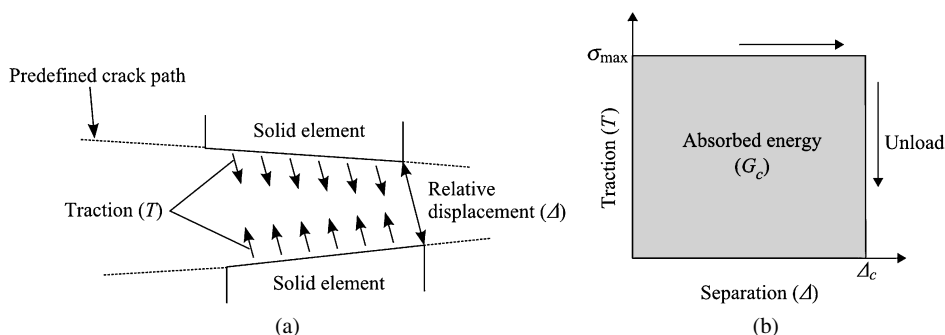 Predefined crack path
Solid element
Traction (T)
Relative
displacement (Δ)
Solid element
(a)
σmax
Traction (T)
Absorbed energy
(Gc)
Unload
Δc
Separation (Δ)
(b)